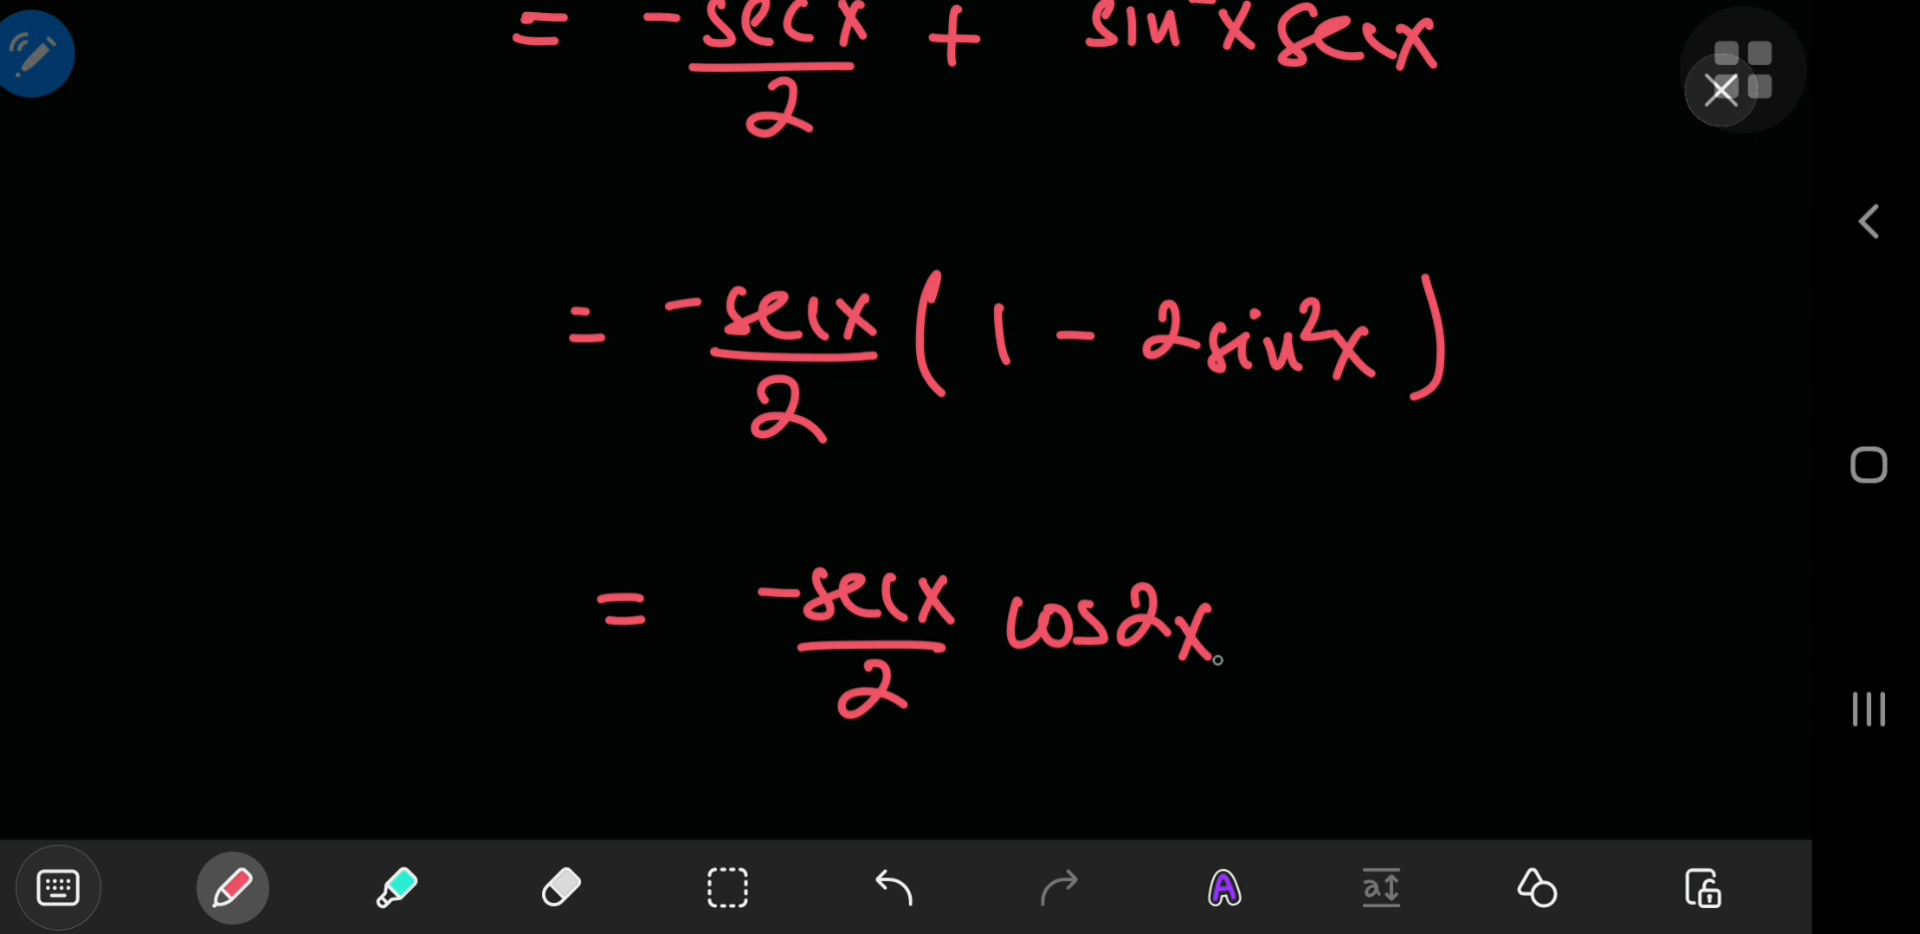 = -secx/2 + sin²x secx
= -secx/2 (1 - 2sin²x)
= -secx/2 cos2x
A
a